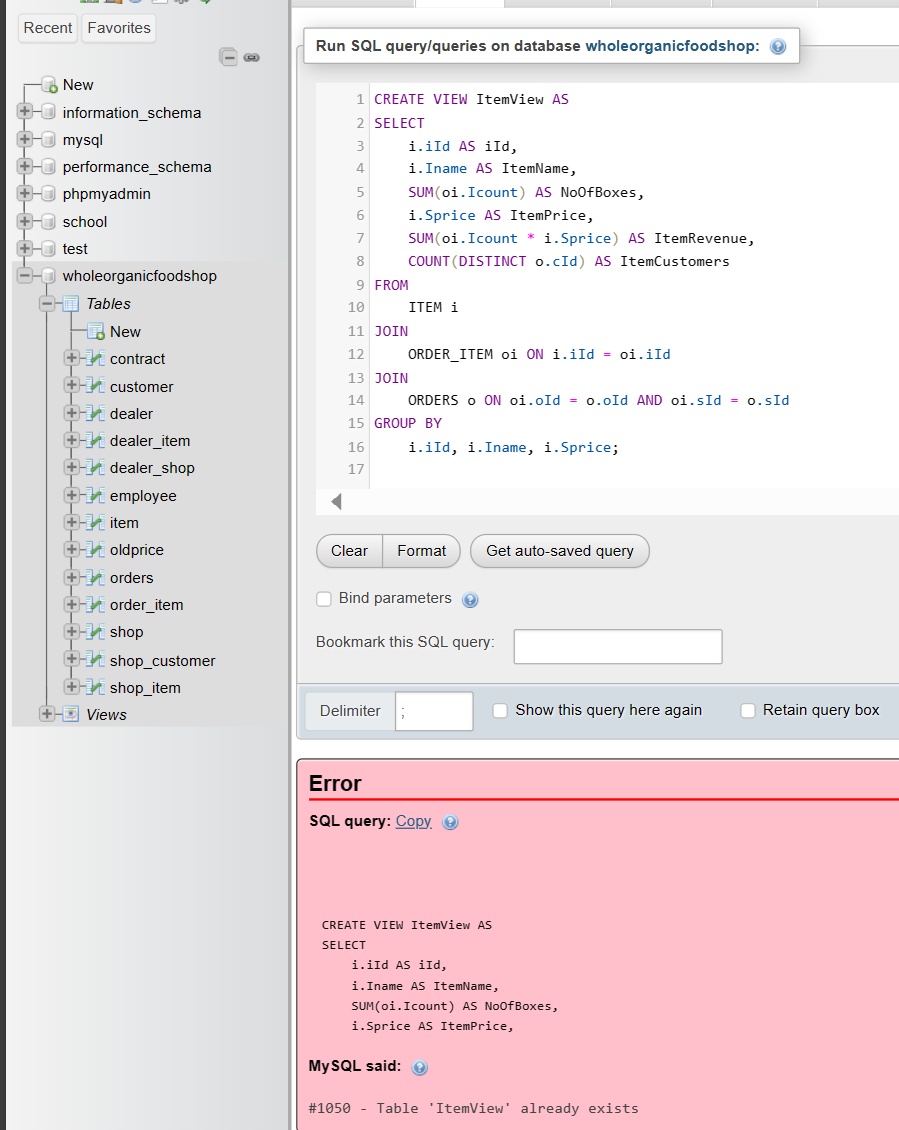 Recent Favorites
New
information_schema
mysql
performance_schema
phpmyadmin
school
test
wholeorganicfoodshop
Tables
New
contract
customer
dealer
dealer_item
dealer_shop
employee
item
oldprice
orders
order_item
shop
shop_customer
shop_item
Views
Run SQL query/queries on database wholeorganicfoodshop:
1 CREATE VIEW ItemView AS
2 SELECT
3     i.iId AS iId,
4     i.Iname AS ItemName,
5     SUM(oi.Icount) AS NoOfBoxes,
6     i.Sprice AS ItemPrice,
7     SUM(oi.Icount * i.Sprice) AS ItemRevenue,
8     COUNT(DISTINCT o.cId) AS ItemCustomers
9 FROM
10     ITEM i
11 JOIN
12     ORDER_ITEM oi ON i.iId = oi.iId
13 JOIN
14     ORDERS o ON oi.oId = o.oId AND oi.sId = o.sId
15 GROUP BY
16     i.iId, i.Iname, i.Sprice;
17
Clear Format Get auto-saved query
Bind parameters
Bookmark this SQL query:
Delimiter ; Show this query here again Retain query box
Error
SQL query: Copy
CREATE VIEW ItemView AS
SELECT
    i.iId AS iId,
    i.Iname AS ItemName,
    SUM(oi.Icount) AS NoOfBoxes,
    i.Sprice AS ItemPrice,
MySQL said:
#1050 - Table 'ItemView' already exists